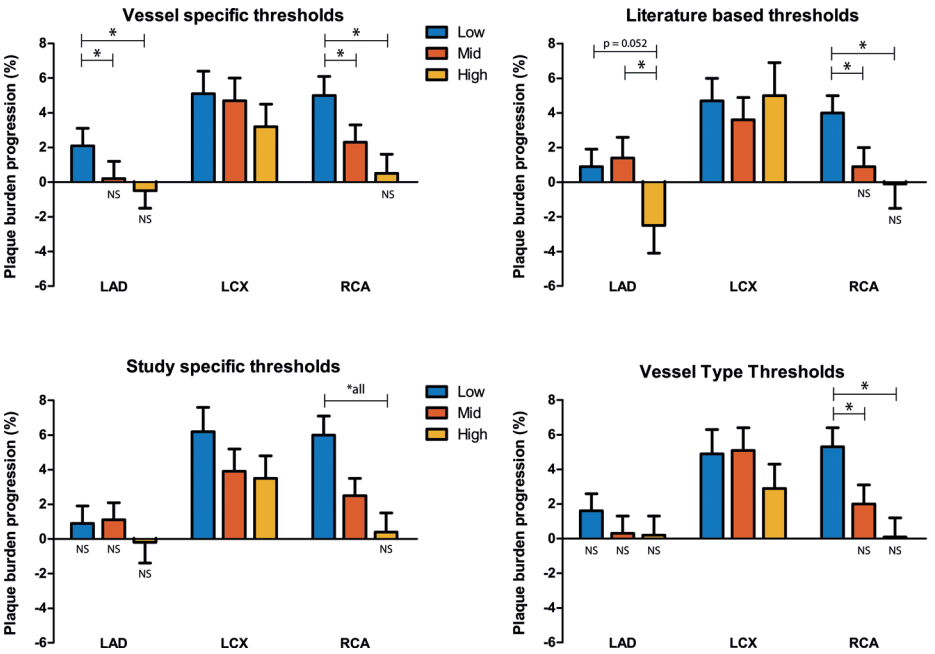 Vessel specific thresholds
Plaque burden progression (%)
8
6
4
2
0
-2
-4
-6
*
*
NS
NS
*
*
NS
LAD
LCX
RCA
Low
Mid
High
Literature based thresholds
Plaque burden progression (%)
8
6
4
2
0
-2
-4
-6
p = 0.052
*
*
*
NS
NS
LAD
LCX
RCA
Study specific thresholds
Plaque burden progression (%)
8
6
4
2
0
-2
-4
-6
*all
NS
NS
NS
NS
LAD
LCX
RCA
Low
Mid
High
Vessel Type Thresholds
Plaque burden progression (%)
8
6
4
2
0
-2
-4
-6
*
*
NS
NS
NS
NS
NS
LAD
LCX
RCA